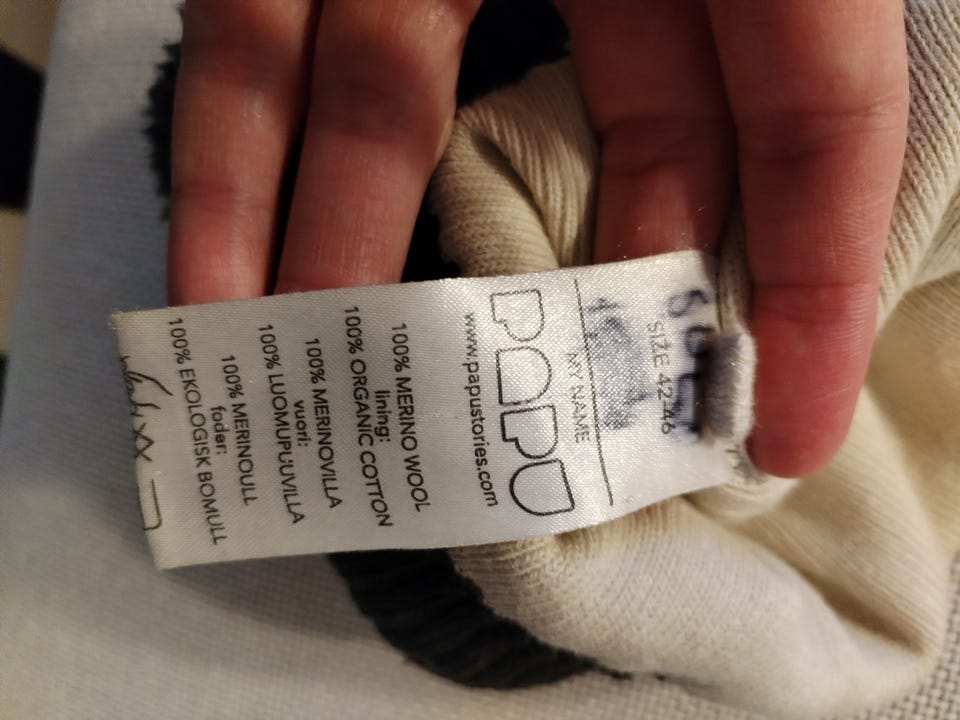 SIZE 42-46
MY NAME
PAPU
www.papustories.com
100% MERINO WOOL
lining:
100% ORGANIC COTTON
100% MERINOVILLA
vuori:
100% LUOMUPUUVILLA
100% MERINOULL
foder:
100% EKOLOGISK BOMULL